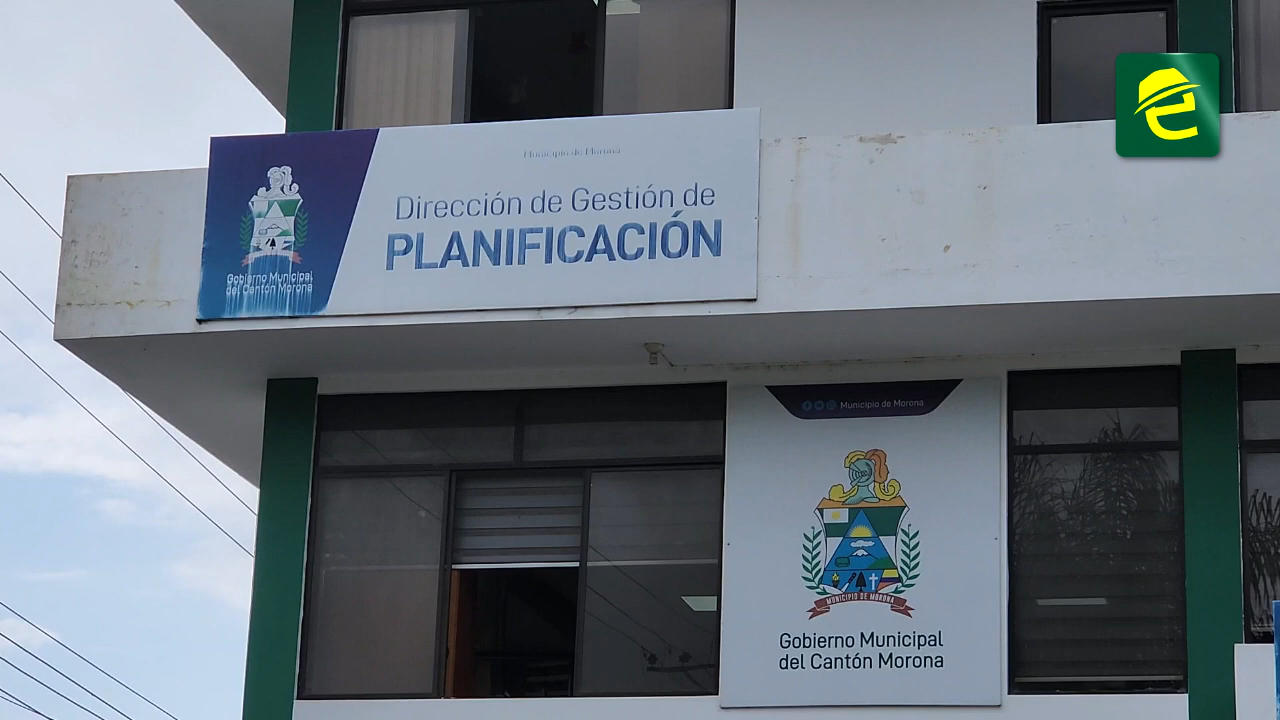 Municipio de Morona
Dirección de Gestión de
PLANIFICACIÓN
Gobierno Municipal
del Cantón Morona
Municipio de Morona
MUNICIPIO DE MORONA
Gobierno Municipal
del Cantón Morona
e